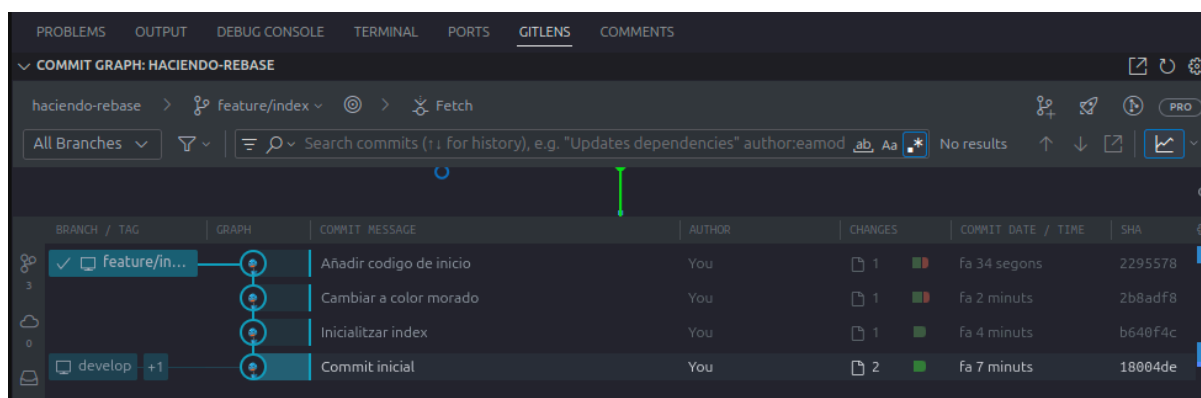 PROBLEMS OUTPUT DEBUG CONSOLE TERMINAL PORTS GITLENS COMMENTS
COMMIT GRAPH: HACIENDO-REBASE
haciendo-rebase > feature/index > Fetch PRO
All Branches Search commits (↑↓ for history), e.g. "Updates dependencies" author:eamod ab, Aa .* No results
BRANCH / TAG GRAPH COMMIT MESSAGE AUTHOR CHANGES COMMIT DATE / TIME SHA
feature/in... Añadir codigo de inicio You 1 fa 34 segons 2295578
3 Cambiar a color morado You 1 fa 2 minuts 2b8adf8
0 Inicialitzar index You 1 fa 4 minuts b640f4c
develop +1 Commit inicial You 2 fa 7 minuts 18004de